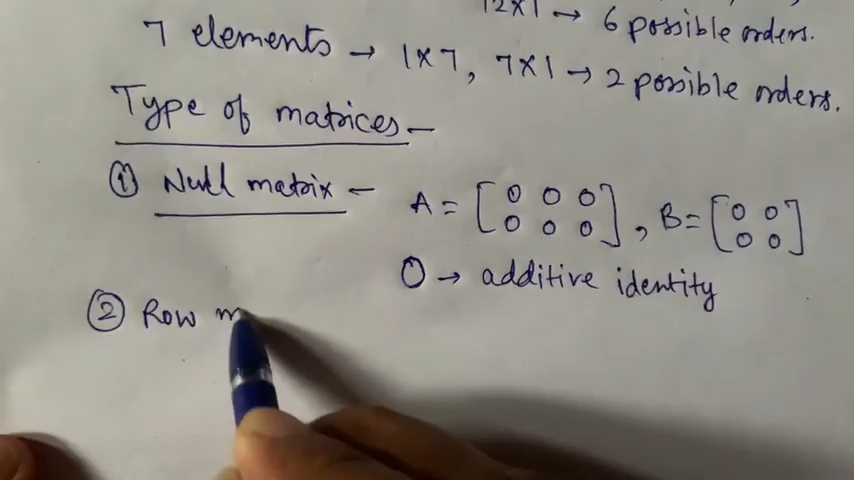 12×1 → 6 possible orders.
7 elements → 1×7, 7×1 → 2 possible orders.
Type of matrices –
① Null matrix – A = [0 0 0
0 0 0], B = [0 0
0 0]
O → additive identity
② Row m